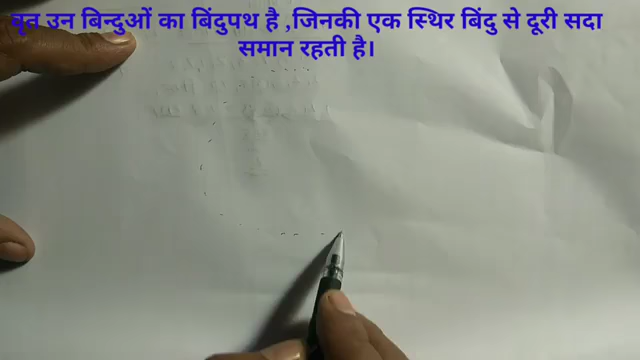 वृत उन बिन्दुओं का बिंदुपथ है ,जिनकी एक स्थिर बिंदु से दूरी सदा
समान रहती है।